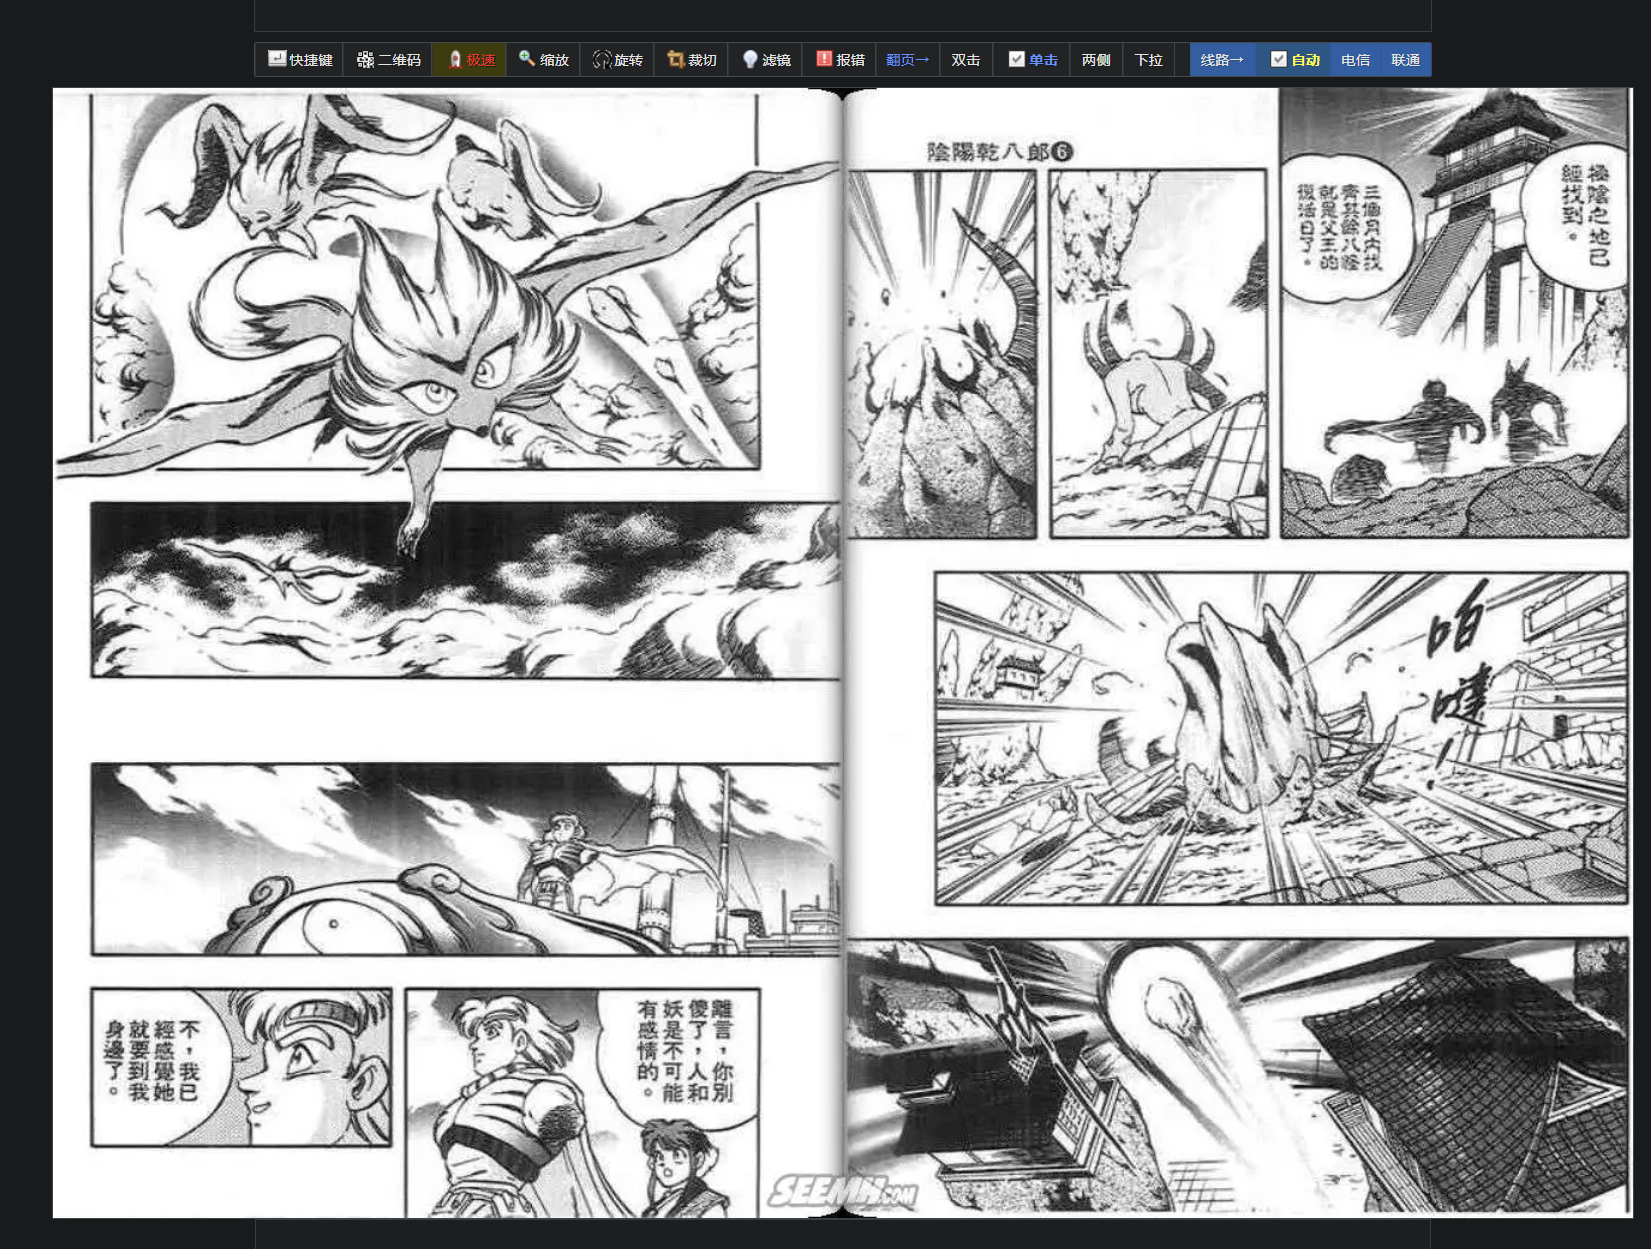 快捷键 二维码 极速 缩放 旋转 裁切 滤镜 报错 翻页→ 双击 单击 两侧 下拉 线路→ 自动 电信 联通
陰陽乾八郎6
極陰之地已
經找到。
三個月內找
齊其餘八怪
就是父王的
復活日了。
咱
噠
！
離言，你別
傻了，人和
妖是不可能
有感情的。
不，我已
經感覺她
就要到我
身邊了。
SEEMH.COM